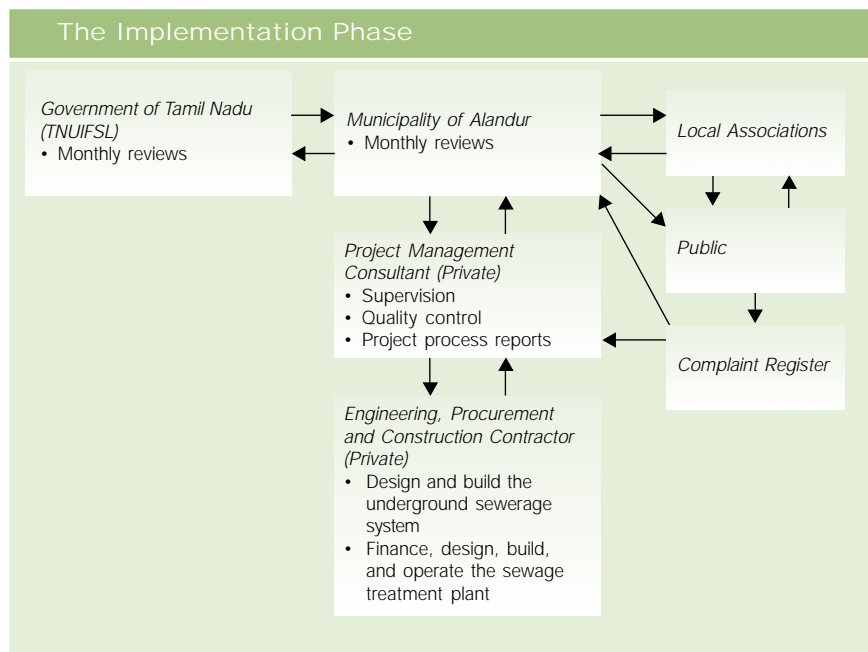 The Implementation Phase
Government of Tamil Nadu
(TNUIFSL)
• Monthly reviews
Municipality of Alandur
• Monthly reviews
Local Associations
Public
Complaint Register
Project Management
Consultant (Private)
• Supervision
• Quality control
• Project process reports
Engineering, Procurement
and Construction Contractor
(Private)
• Design and build the
underground sewerage
system
• Finance, design, build,
and operate the sewage
treatment plant